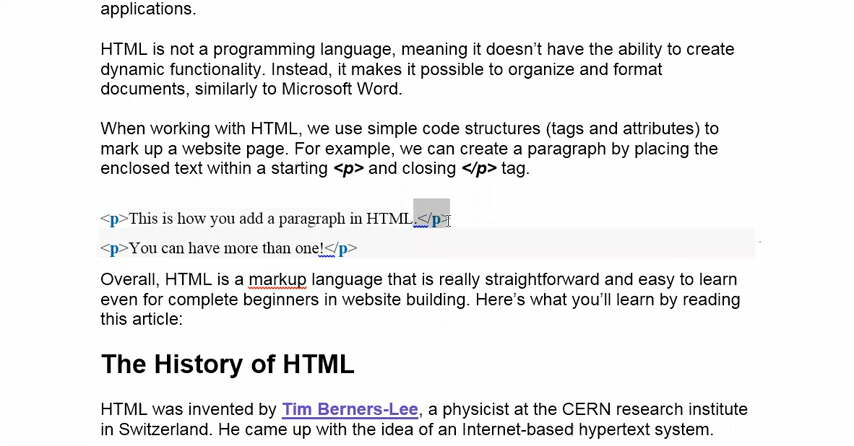 applications.
HTML is not a programming language, meaning it doesn’t have the ability to create
dynamic functionality. Instead, it makes it possible to organize and format
documents, similarly to Microsoft Word.
When working with HTML, we use simple code structures (tags and attributes) to
mark up a website page. For example, we can create a paragraph by placing the
enclosed text within a starting <p> and closing </p> tag.
<p>This is how you add a paragraph in HTML.</p>
<p>You can have more than one!</p>
Overall, HTML is a markup language that is really straightforward and easy to learn
even for complete beginners in website building. Here’s what you’ll learn by reading
this article:
The History of HTML
HTML was invented by Tim Berners-Lee, a physicist at the CERN research institute
in Switzerland. He came up with the idea of an Internet-based hypertext system.